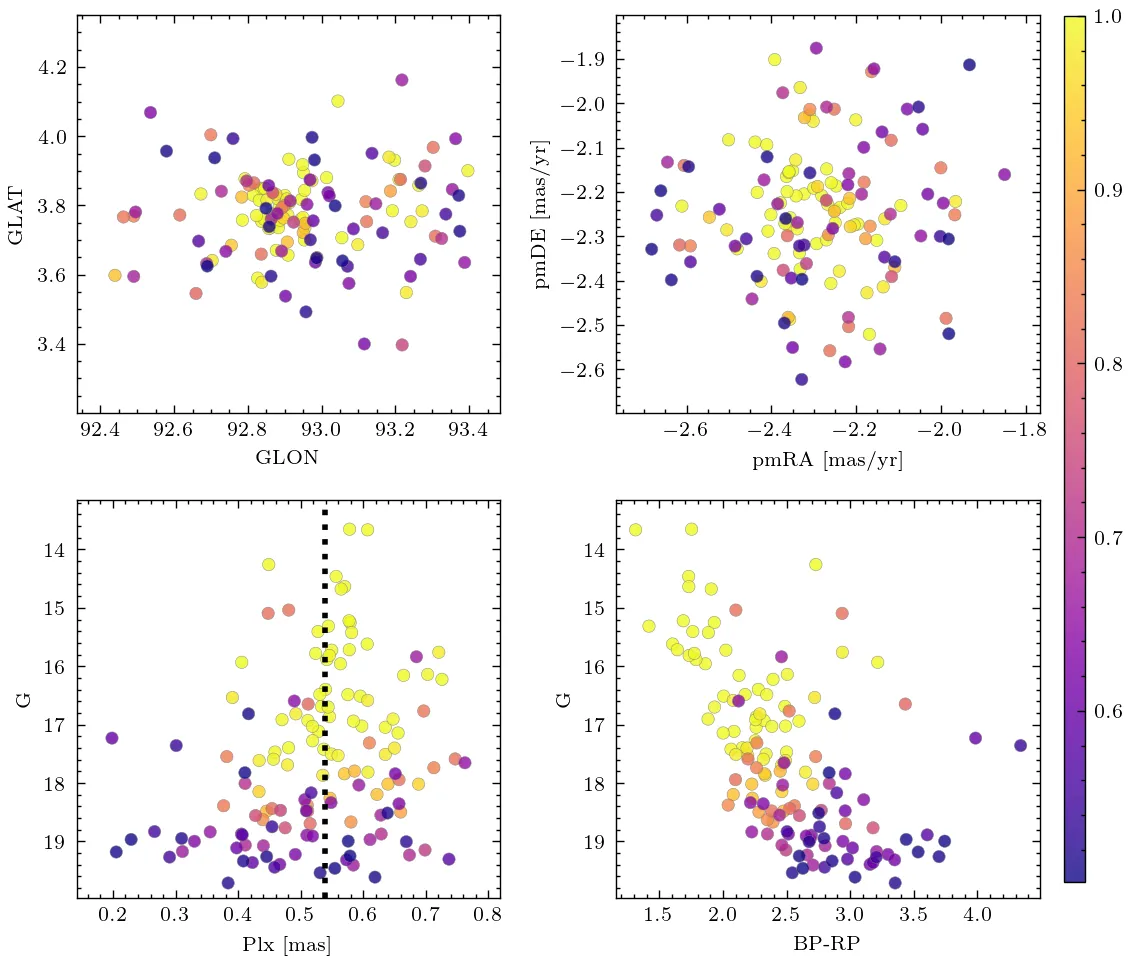 4.2
4.0
3.8
3.6
3.4
GLAT
92.4 92.6 92.8 93.0 93.2 93.4
GLON
−1.9
−2.0
−2.1
−2.2
−2.3
−2.4
−2.5
−2.6
pmDE [mas/yr]
−2.6 −2.4 −2.2 −2.0 −1.8
pmRA [mas/yr]
1.0
0.9
0.8
0.7
0.6
14
15
16
17
18
19
G
0.2 0.3 0.4 0.5 0.6 0.7 0.8
Plx [mas]
14
15
16
17
18
19
G
1.5 2.0 2.5 3.0 3.5 4.0
BP-RP